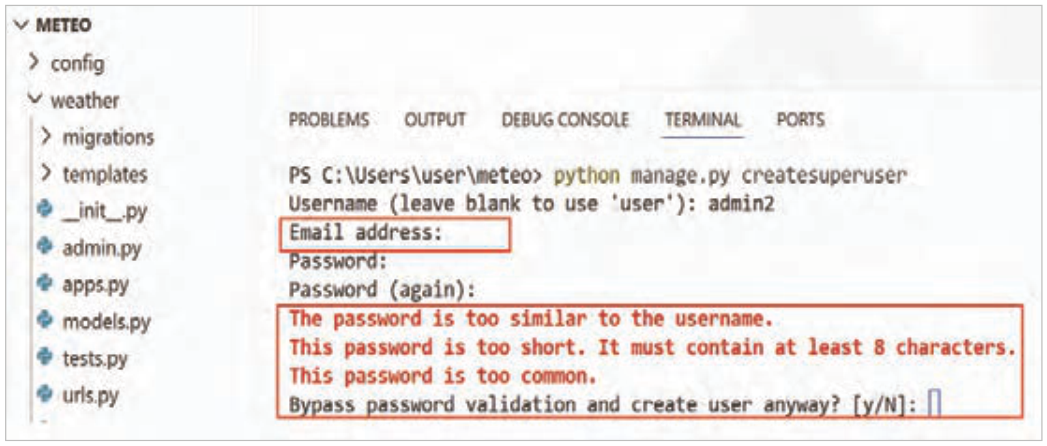 METEO
config
weather
migrations
templates
__init__.py
admin.py
apps.py
models.py
tests.py
urls.py
PROBLEMS OUTPUT DEBUG CONSOLE TERMINAL PORTS
PS C:\Users\user\meteo> python manage.py createsuperuser
Username (leave blank to use 'user'): admin2
Email address:
Password:
Password (again):
The password is too similar to the username.
This password is too short. It must contain at least 8 characters.
This password is too common.
Bypass password validation and create user anyway? [y/N]: